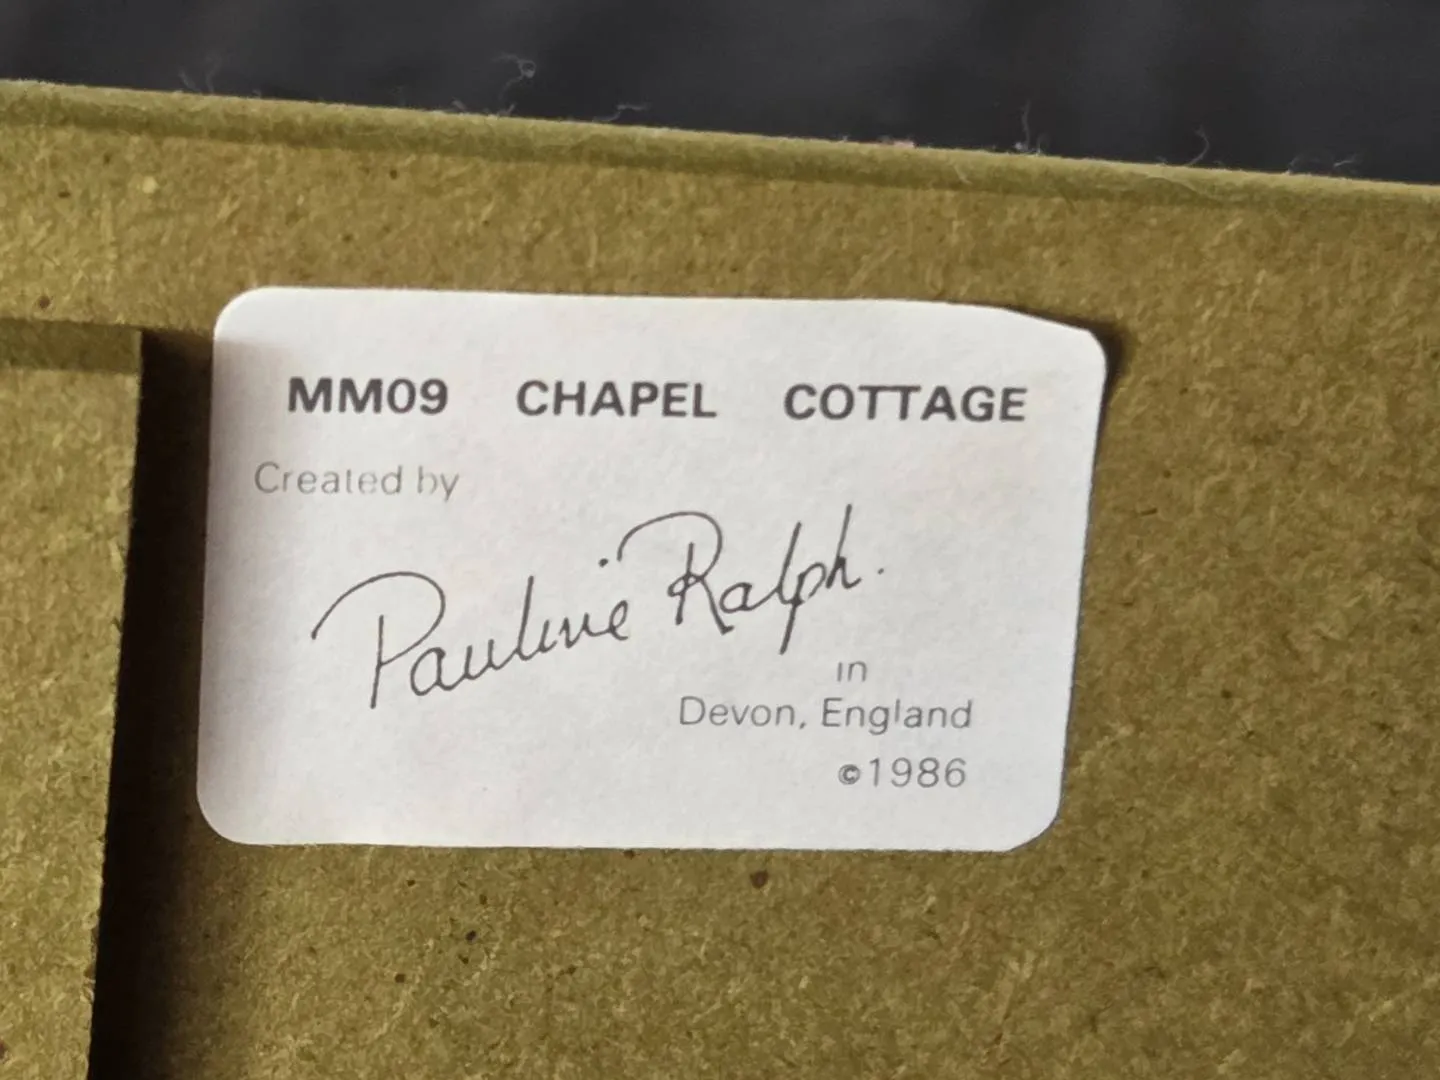 MM09 CHAPEL COTTAGE
Created by
Pauline Ralph.
in
Devon, England
©1986